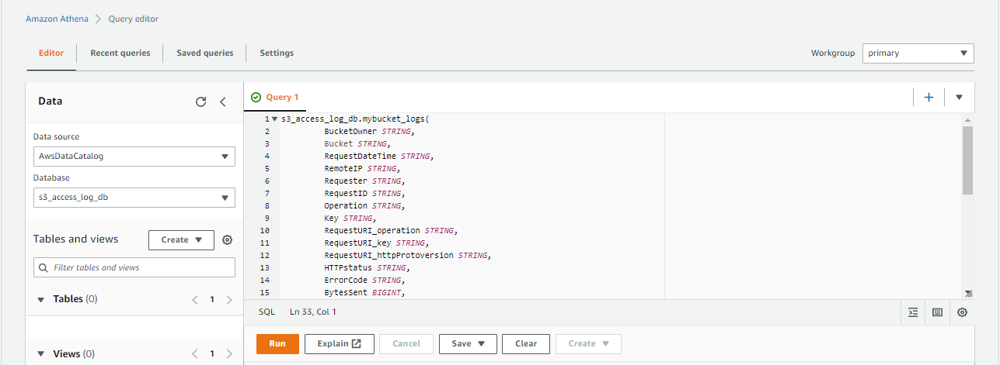 Amazon Athena > Query editor
Editor Recent queries Saved queries Settings Workgroup primary
Data
Data source
AwsDataCatalog
Database
s3_access_log_db
Tables and views Create
Filter tables and views
Tables (0) < 1 >
Views (0) < 1 >
Query 1
1 s3_access_log_db.mybucket_logs(
2 BucketOwner STRING,
3 Bucket STRING,
4 RequestDateTime STRING,
5 RemoteIP STRING,
6 Requester STRING,
7 RequestID STRING,
8 Operation STRING,
9 Key STRING,
10 RequestURI_operation STRING,
11 RequestURI_key STRING,
12 RequestURI_httpProtoversion STRING,
13 HTTPstatus STRING,
14 ErrorCode STRING,
15 BytesSent BIGINT,
SQL Ln 33, Col 1
Run Explain Cancel Save Clear Create